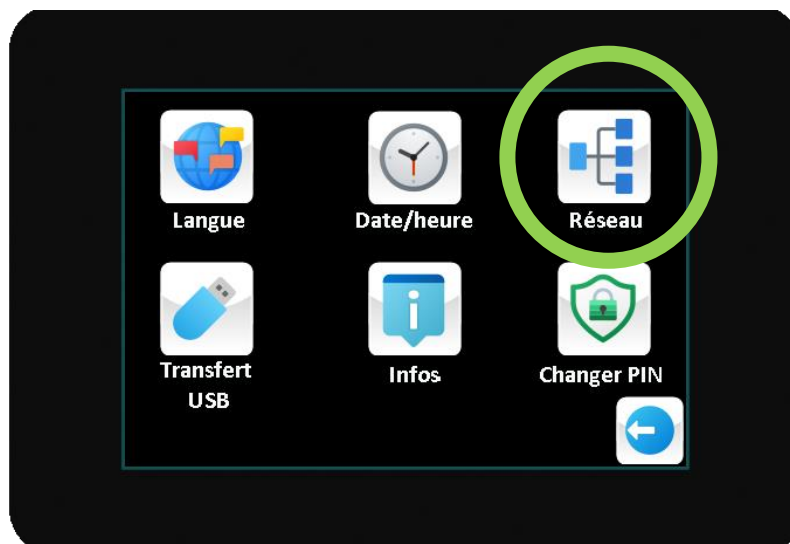 Langue
Date/heure
Réseau
Transfert
USB
Infos
Changer PIN